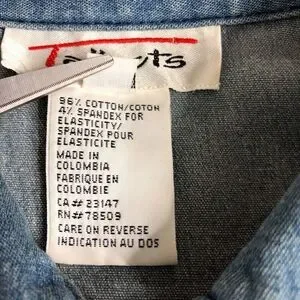 Talbots
96% COTTON/COTON
4% SPANDEX FOR
ELASTICITY/
SPANDEX POUR
ELASTICITE
MADE IN
COLOMBIA
FABRIQUE EN
COLOMBIE
CA# 23147
RN# 78509
CARE ON REVERSE
INDICATION AU DOS